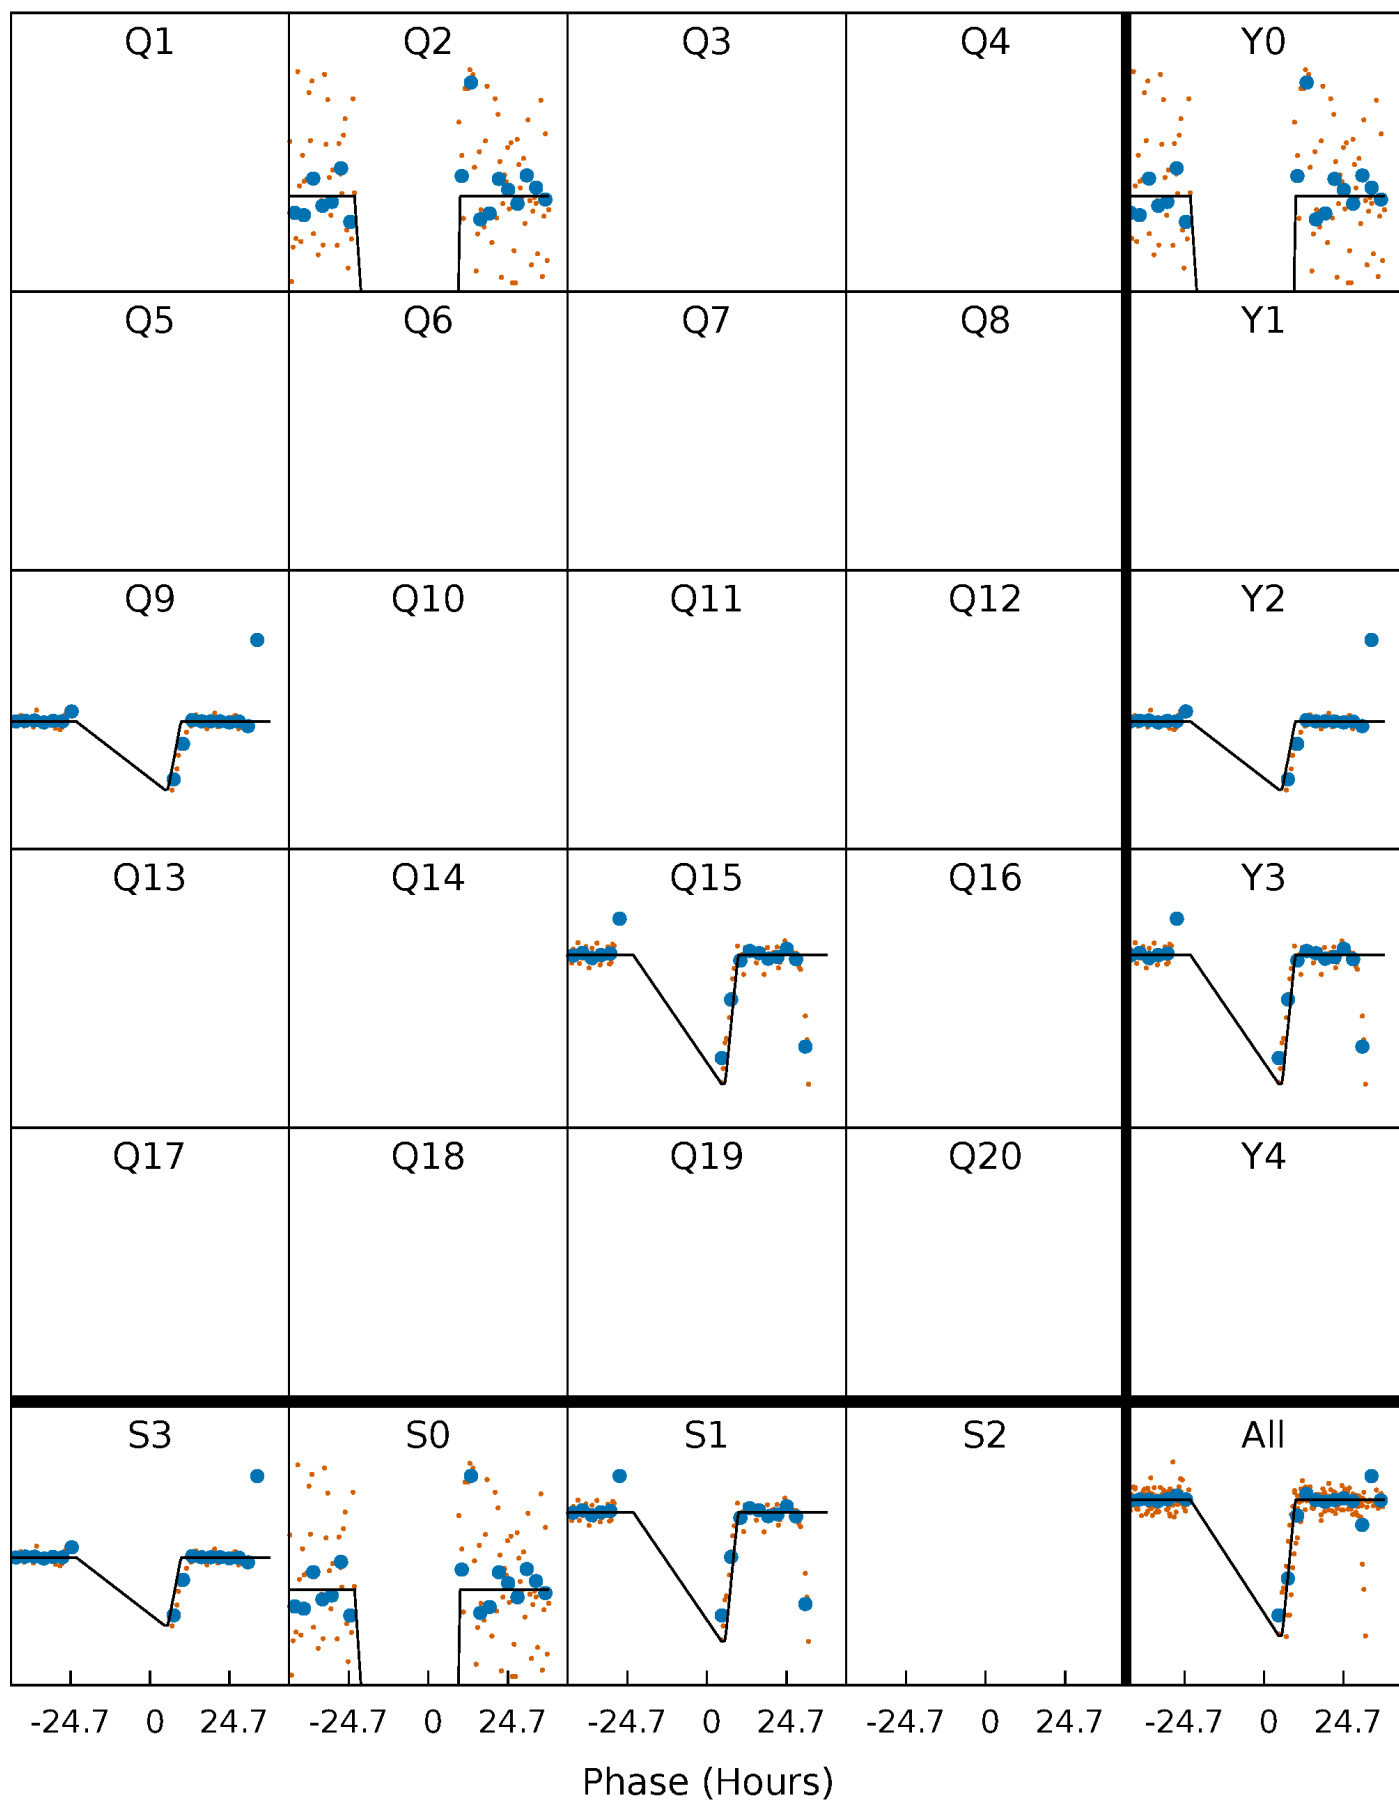 Q1 Q2 Q3 Q4 Y0
Q5 Q6 Q7 Q8 Y1
Q9 Q10 Q11 Q12 Y2
Q13 Q14 Q15 Q16 Y3
Q17 Q18 Q19 Q20 Y4
S3 S0 S1 S2 All
-24.7 0 24.7 -24.7 0 24.7 -24.7 0 24.7 -24.7 0 24.7 -24.7 0 24.7
Phase (Hours)